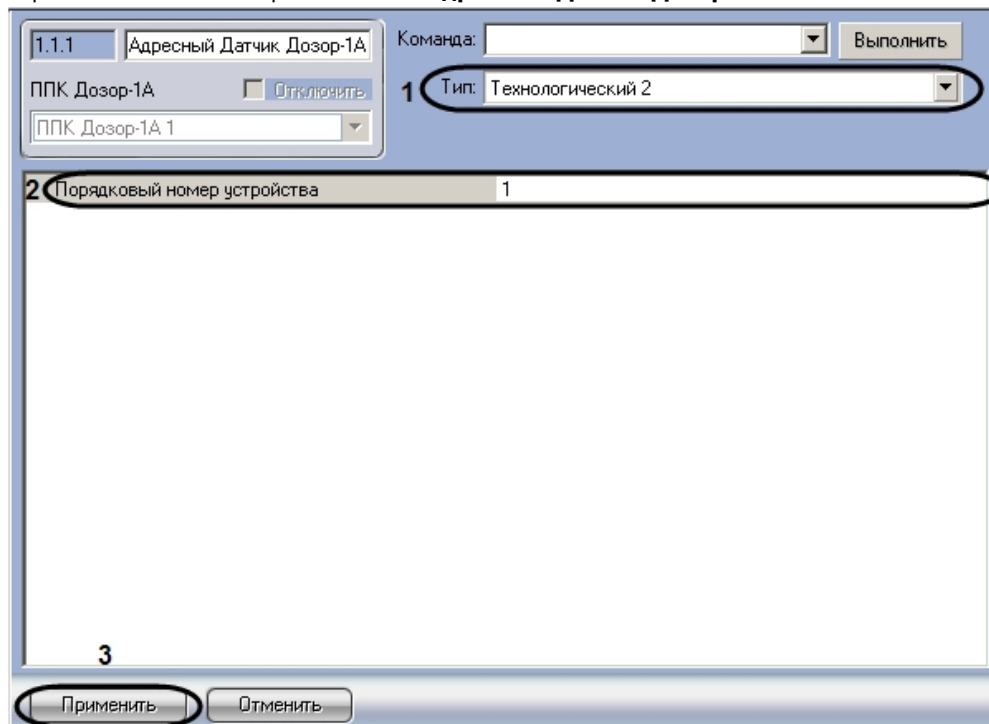 1.1.1 Адресный Датчик Дозор-1А
Команда: Выполнить
ППК Дозор-1А Отключить
1 Тип: Технологический 2
ППК Дозор-1А 1
2 Порядковый номер устройства 1
3
Применить Отменить